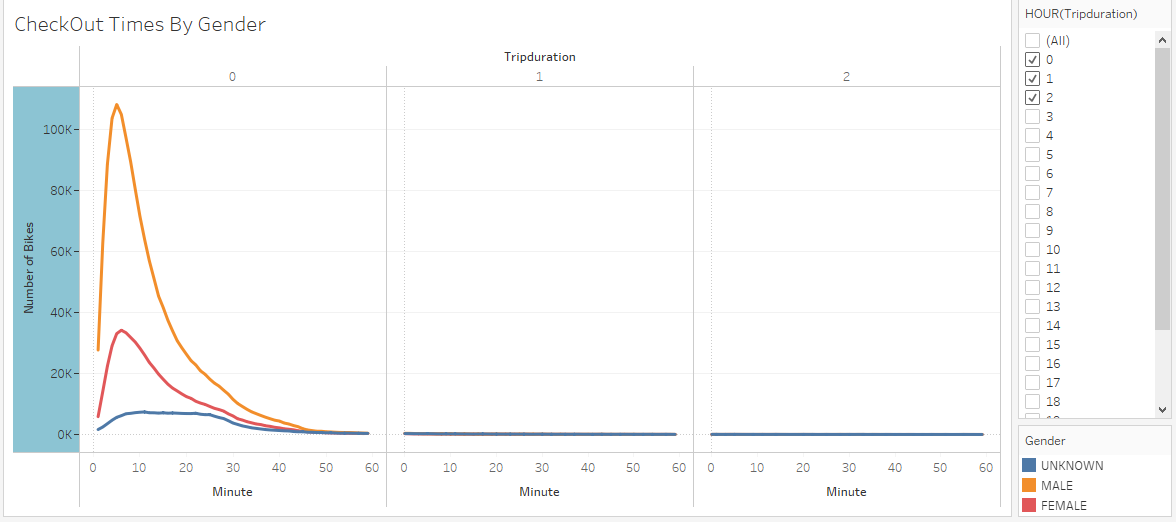 CheckOut Times By Gender
Tripduration
0 1 2
100K
80K
60K
40K
20K
0K
Number of Bikes
0 10 20 30 40 50 60 0 10 20 30 40 50 60 0 10 20 30 40 50 60
Minute Minute Minute
HOUR(Tripduration)
(All)
0
1
2
3
4
5
6
7
8
9
10
11
12
13
14
15
16
17
18
Gender
UNKNOWN
MALE
FEMALE